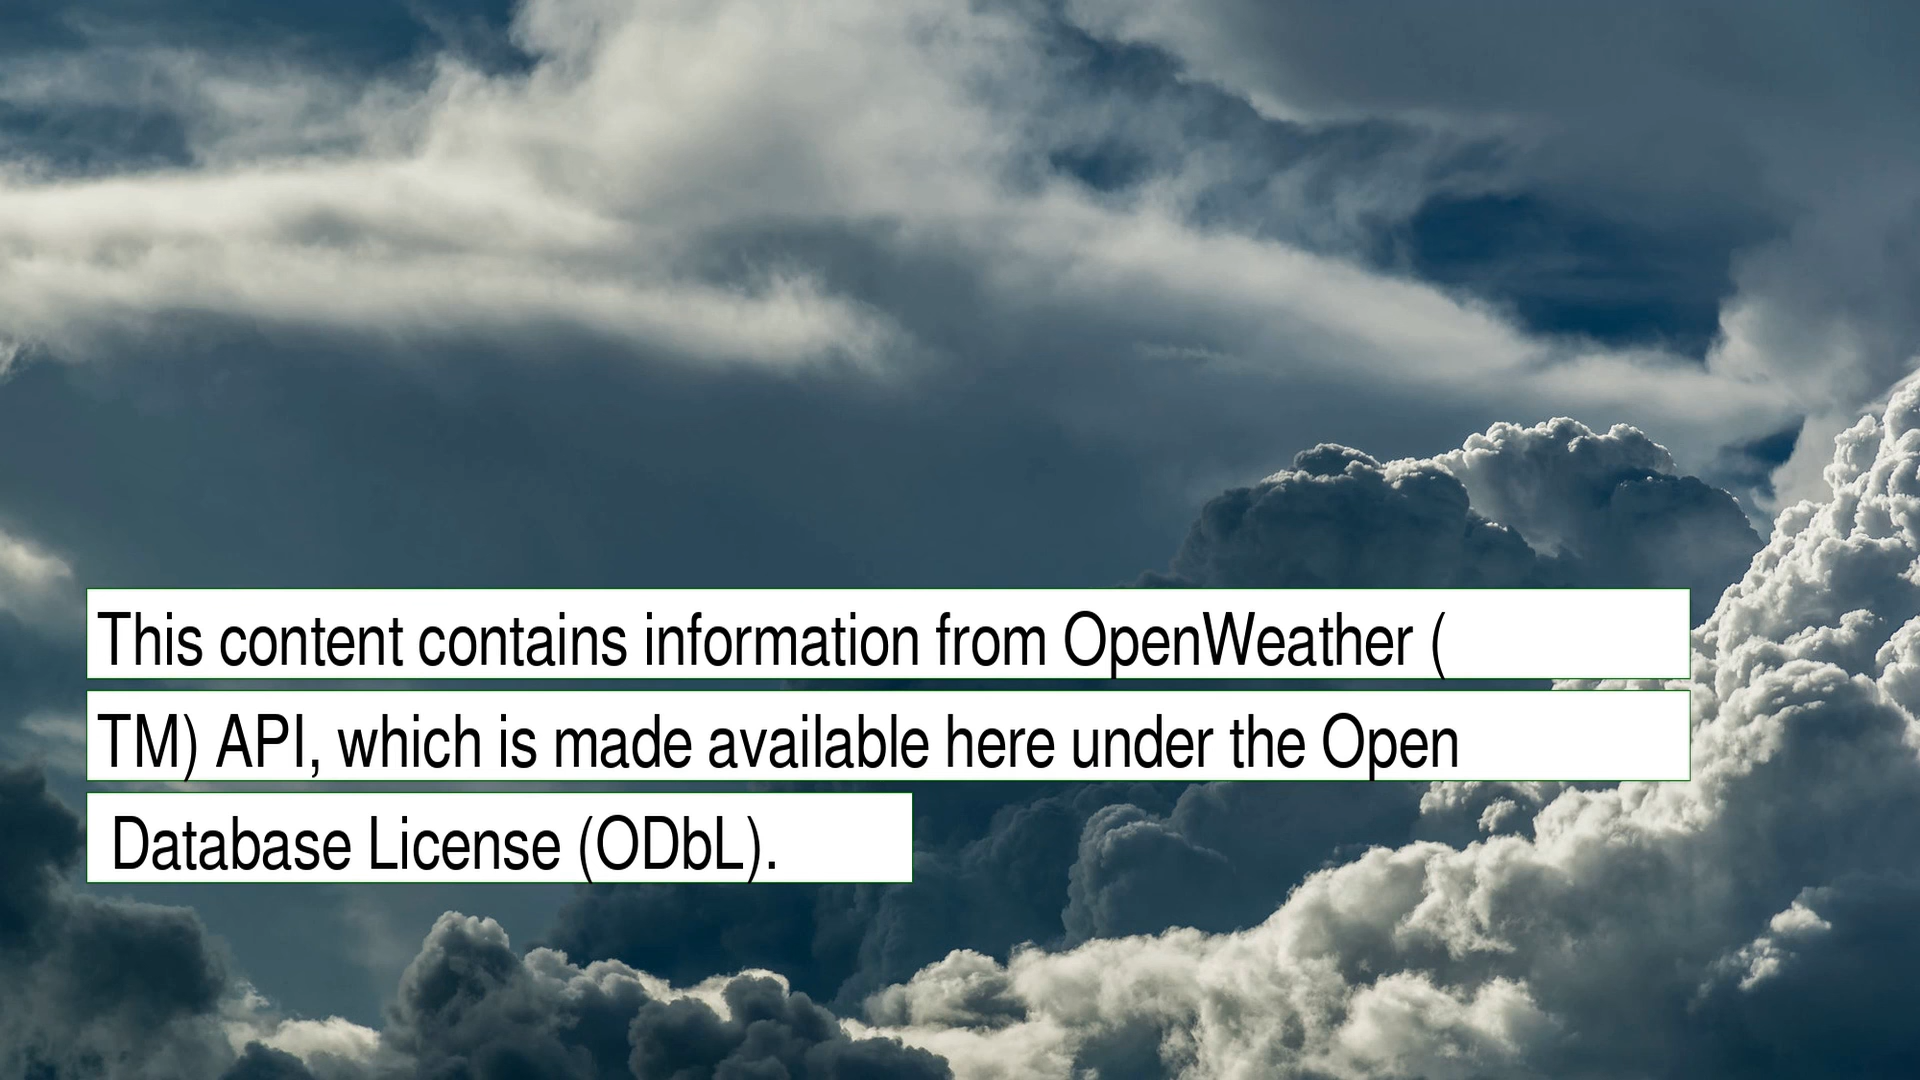 This content contains information from OpenWeather (
TM) API, which is made available here under the Open
Database License (ODbL).